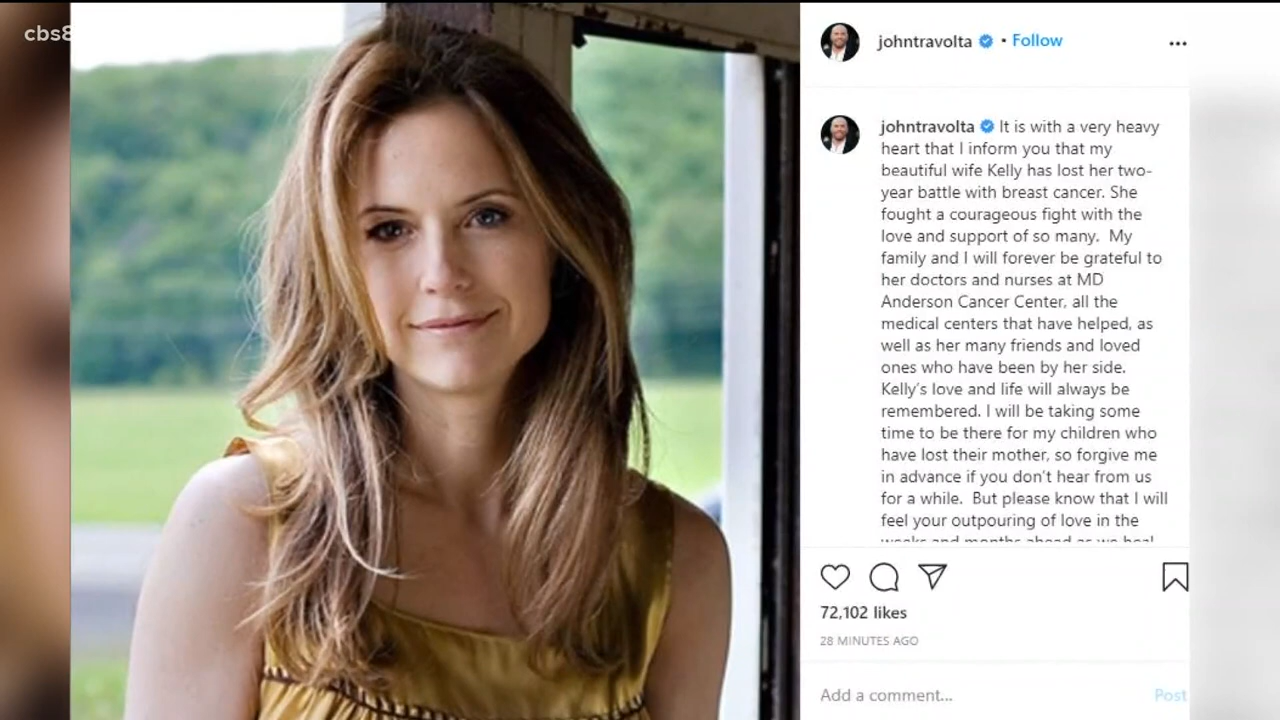 cbs8
johntravolta • Follow
johntravolta It is with a very heavy
heart that I inform you that my
beautiful wife Kelly has lost her two-
year battle with breast cancer. She
fought a courageous fight with the
love and support of so many.  My
family and I will forever be grateful to
her doctors and nurses at MD
Anderson Cancer Center, all the
medical centers that have helped, as
well as her many friends and loved
ones who have been by her side.
Kelly’s love and life will always be
remembered. I will be taking some
time to be there for my children who
have lost their mother, so forgive me
in advance if you don’t hear from us
for a while.  But please know that I will
feel your outpouring of love in the
weeks and months ahead as we heal
72,102 likes
28 MINUTES AGO
Add a comment...
Post